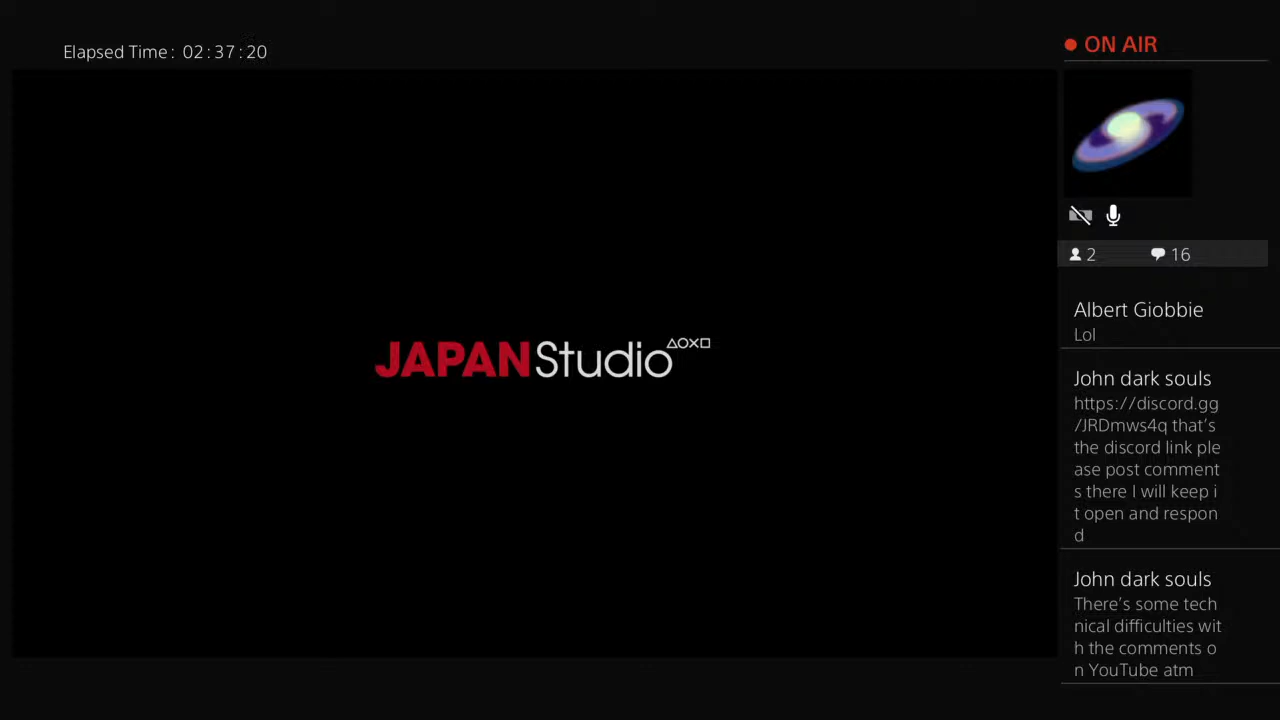 Elapsed Time: 02:37:20
ON AIR
JAPANStudio△○×□
2 16
Albert Giobbie
Lol
John dark souls
https://discord.gg
/JRDmws4q that's
the discord link ple
ase post comment
s there I will keep i
t open and respon
d
John dark souls
There's some tech
nical difficulties wit
h the comments o
n YouTube atm